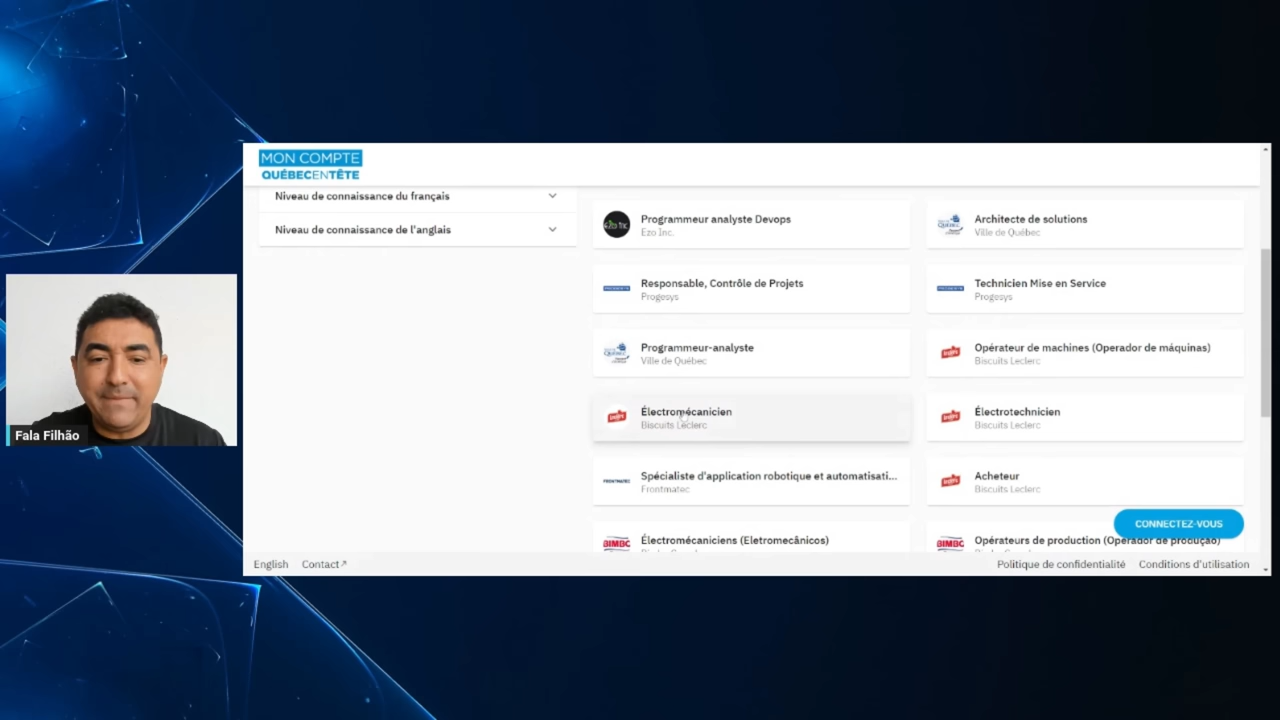 MON COMPTE
QUÉBECENTÊTE
Niveau de connaissance du français
Niveau de connaissance de l'anglais
Programmeur analyste Devops
Ezo Inc.
Architecte de solutions
Ville de Québec
Responsable, Contrôle de Projets
Progesys
Technicien Mise en Service
Progesys
Programmeur-analyste
Ville de Québec
Opérateur de machines (Operador de máquinas)
Biscuits Leclerc
Électromécanicien
Biscuits Leclerc
Électrotechnicien
Biscuits Leclerc
Fala Filhão
FRONTMATEC
Spécialiste d'application robotique et automatisati...
Frontmatec
Acheteur
Biscuits Leclerc
CONNECTEZ-VOUS
BIMBO
Électromécaniciens (Eletromecânicos)
BIMBO
Opérateurs de production (Operador de produção)
English
Contact
Politique de confidentialité
Conditions d'utilisation